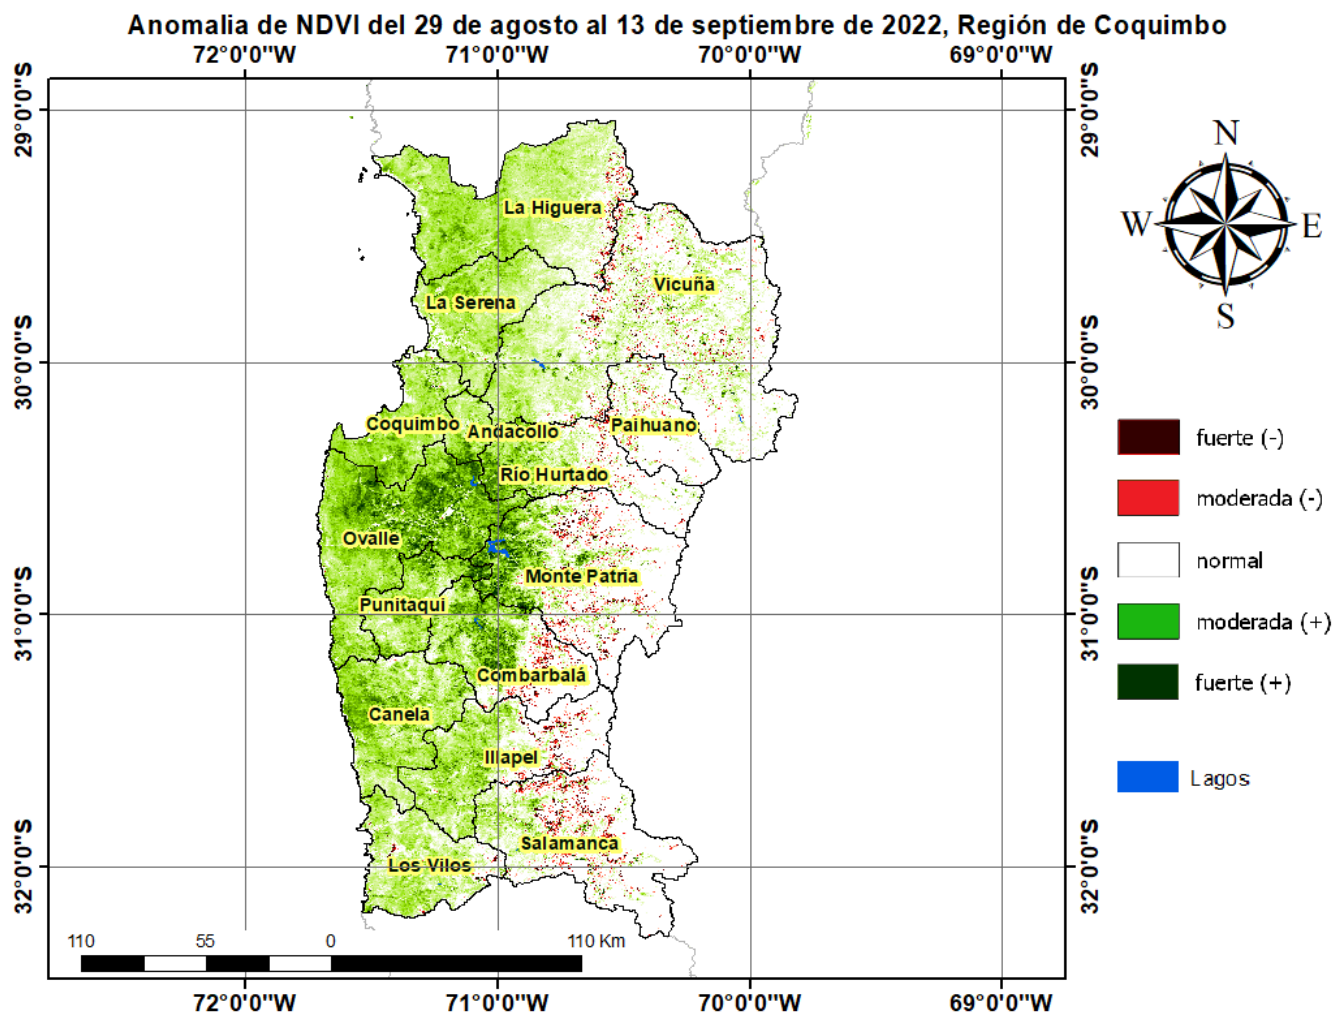 Anomalia de NDVI del 29 de agosto al 13 de septiembre de 2022, Región de Coquimbo
72°0'0"W 71°0'0"W 70°0'0"W 69°0'0"W
29°0'0"S
29°0'0"S
N
W
E
S
La Higuera
Vicuña
La Serena
30°0'0"S
30°0'0"S
Coquimbo
Andacollo
Paihuano
Río Hurtado
Ovalle
Monte Patria
Punitaqui
31°0'0"S
31°0'0"S
Combarbalá
Canela
Illapel
Salamanca
Los Vilos
32°0'0"S
32°0'0"S
fuerte (-)
moderada (-)
normal
moderada (+)
fuerte (+)
Lagos
110 55 0 110 Km
72°0'0"W 71°0'0"W 70°0'0"W 69°0'0"W